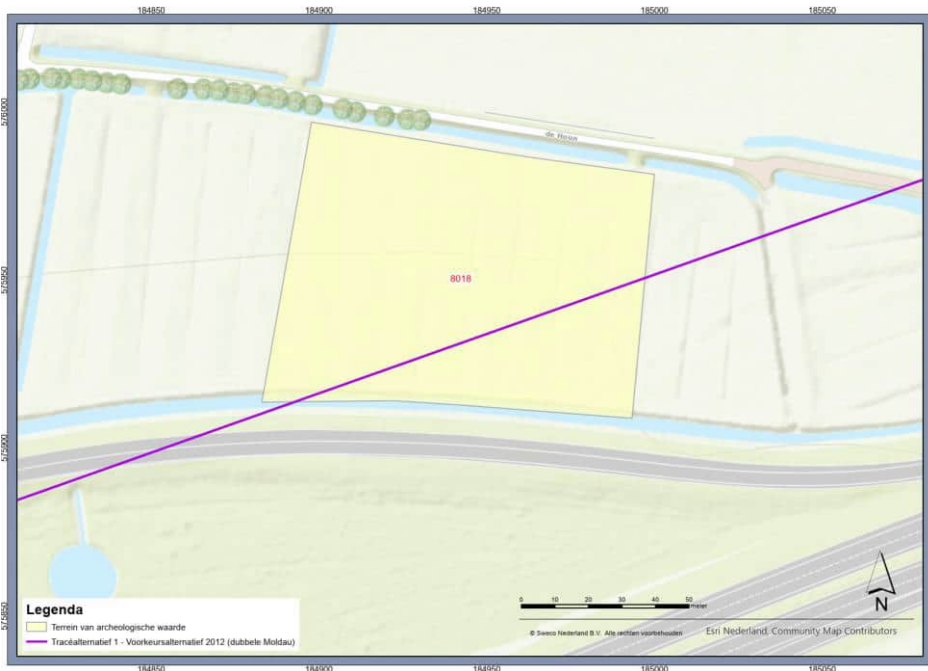 184850 184900 184950 185000 185050
576000
575950
575900
575850
de Reon
8018
Legenda
Terrein van archeologische waarde
Tracéalternatief 1 - Voorkeursalternatief 2012 (dubbele Moldau)
0 10 20 30 40 50
meter
© Sweco Nederland B.V. Alle rechten voorbehouden
Esri Nederland, Community Map Contributors
N
184850 184900 184950 185000 185050